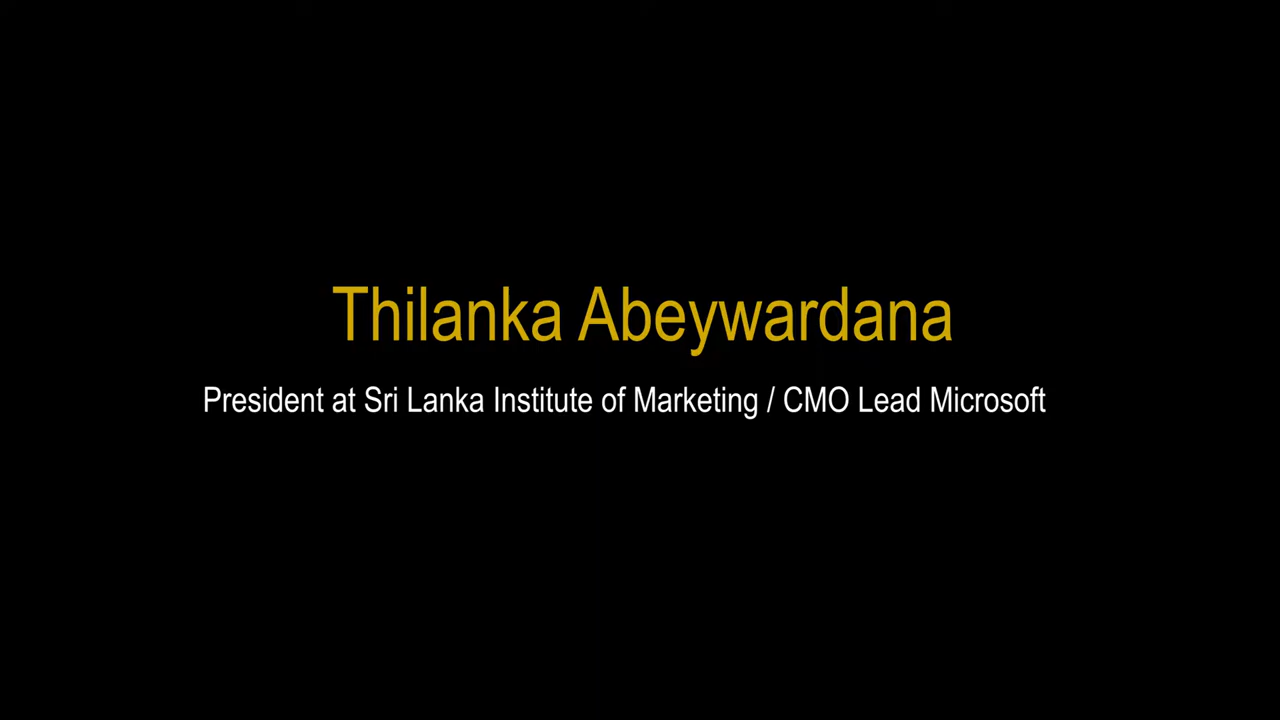 Thilanka Abeywardana
President at Sri Lanka Institute of Marketing / CMO Lead Microsoft